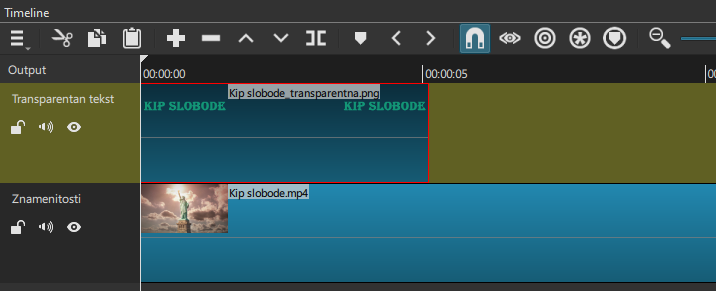 Timeline
Output
00:00:00
00:00:05
Transparentan tekst
Kip slobode_transparentna.png
KIP SLOBODE
KIP SLOBODE
Znamenitosti
Kip slobode.mp4